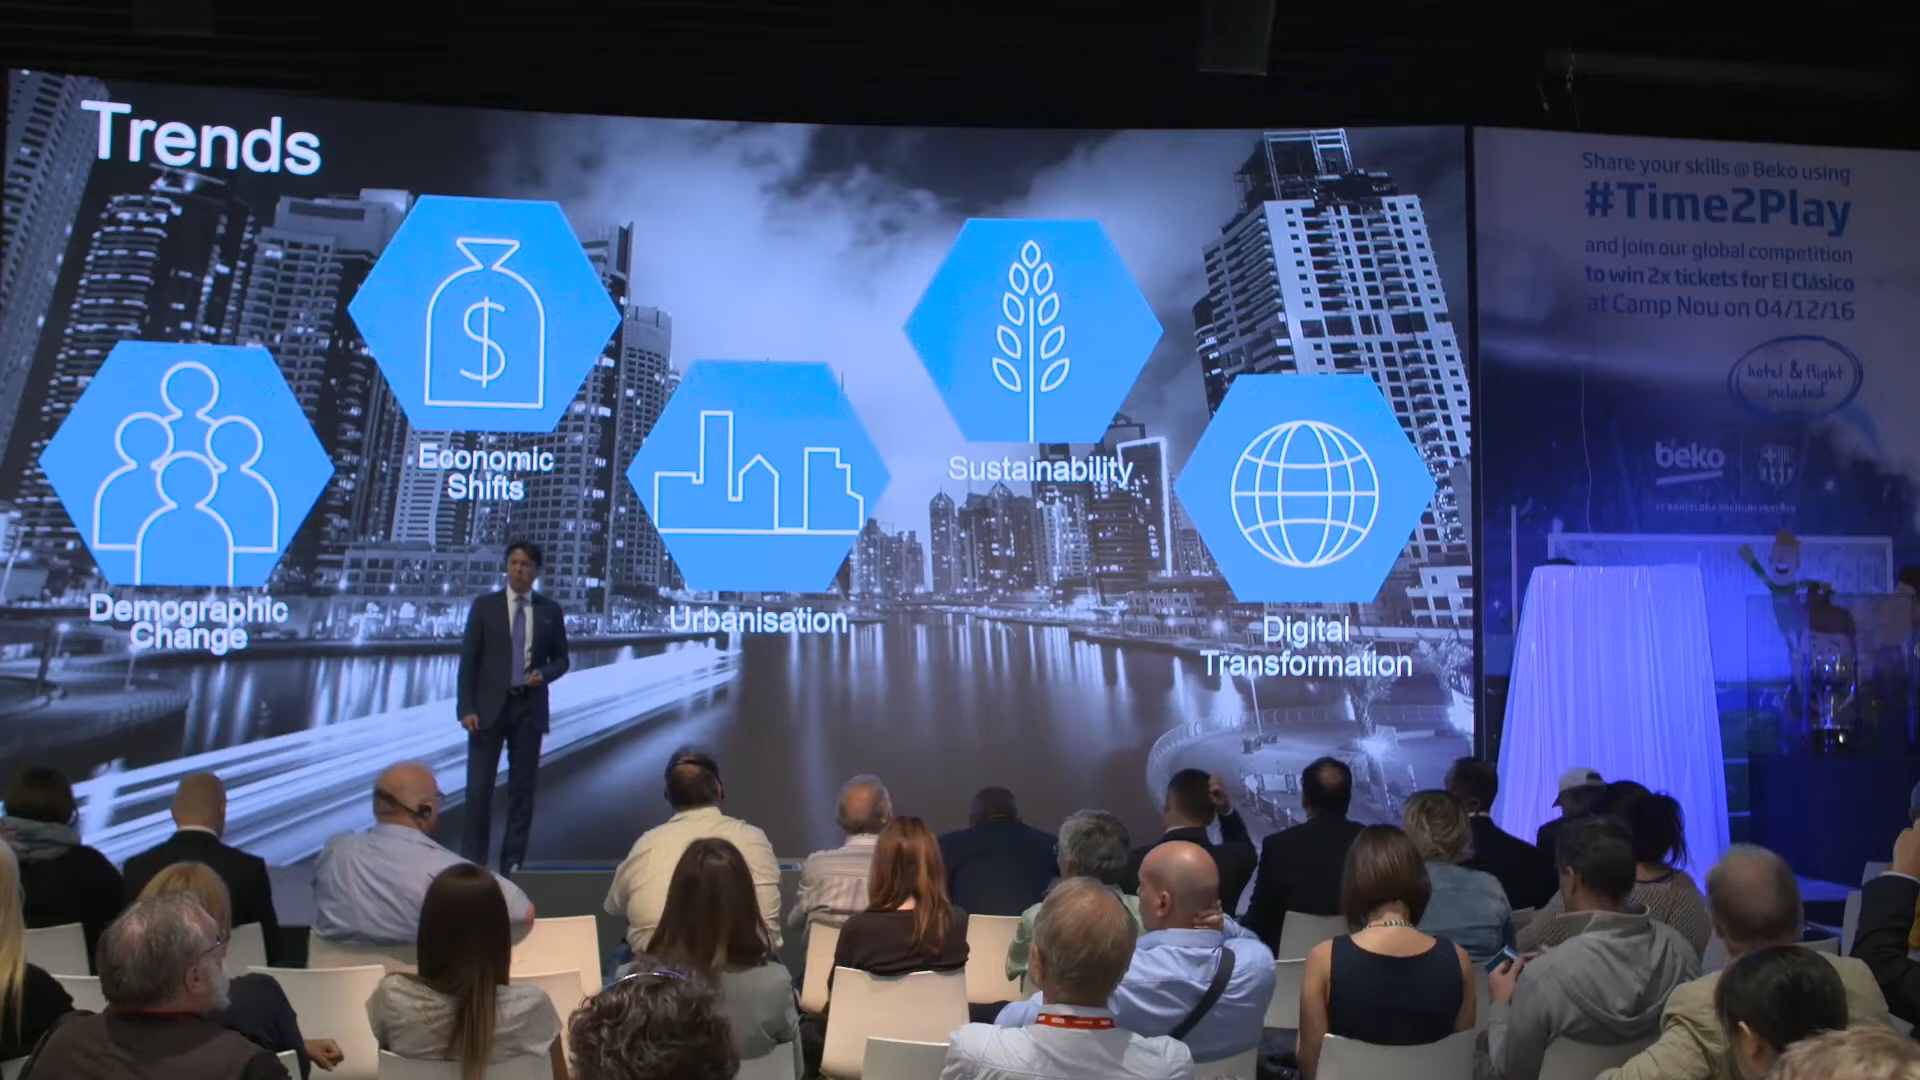 Trends
Economic
Shifts
Sustainability
Demographic
Change
Urbanisation
Digital
Transformation
Share your skills @ Beko using
#Time2Play
and join our global competition
to win 2x tickets for El Clásico
at Camp Nou on 04/12/16
hotel & flight
included
beko